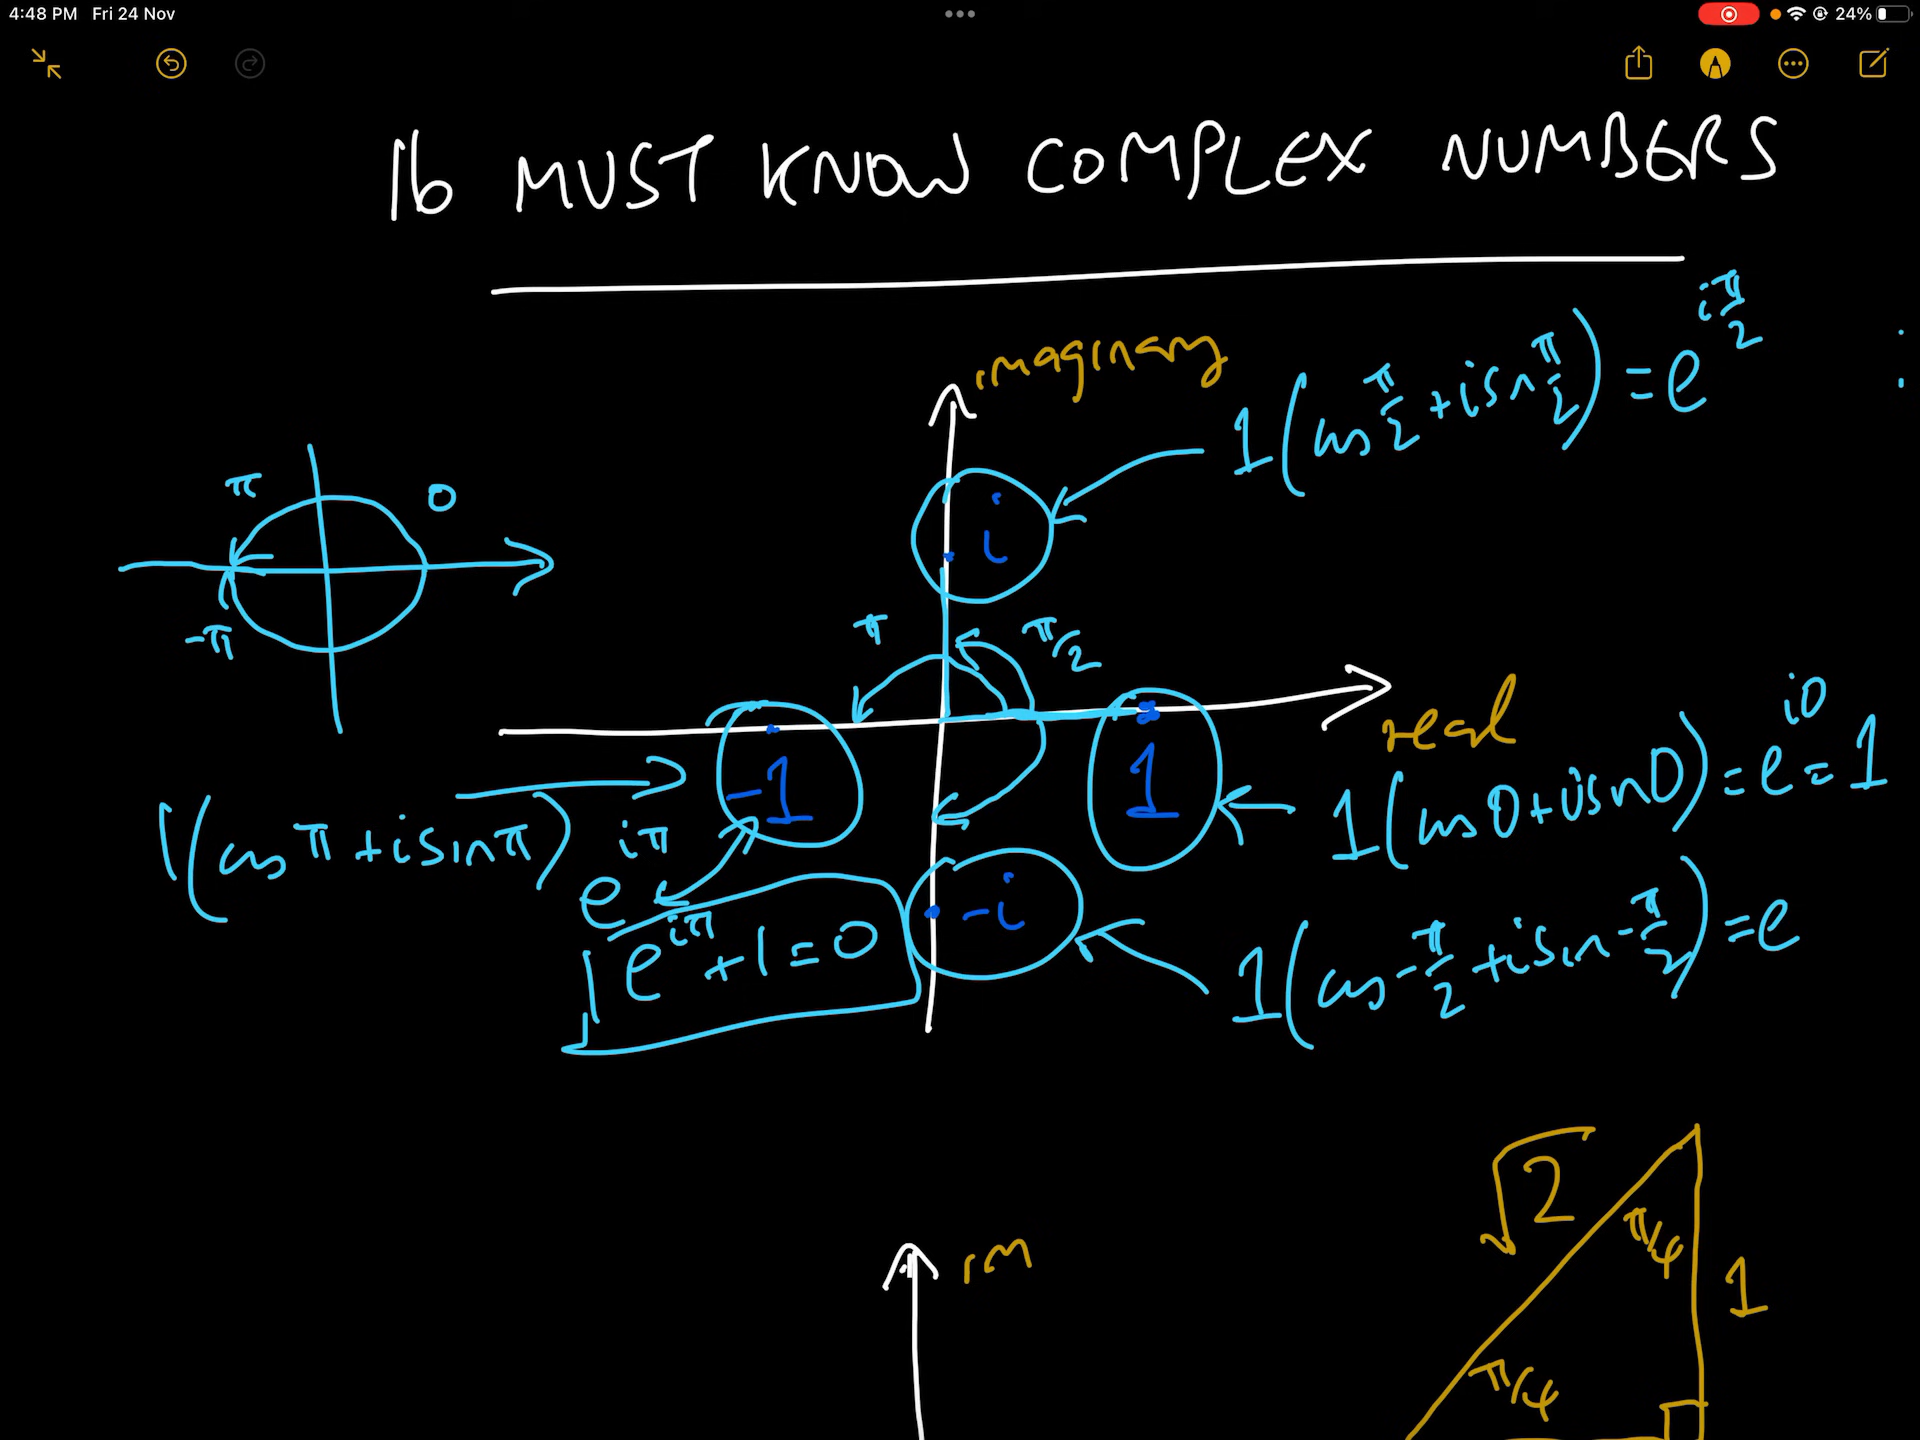 4:48 PM Fri 24 Nov
24%
16 MUST KNOW COMPLEX NUMBERS
imaginary
1(cos π/2 + i sin π/2) = e^{iπ/2}
i
π
0
-π
π
π/2
real
-1
1
1(cos 0 + i sin 0) = e^{i0} = 1
1(cos π + i sin π)
e^{iπ}
-i
e^{iπ} + 1 = 0
1(cos -π/2 + i sin -π/2) = e
√2
π/4
1
Im
π/4